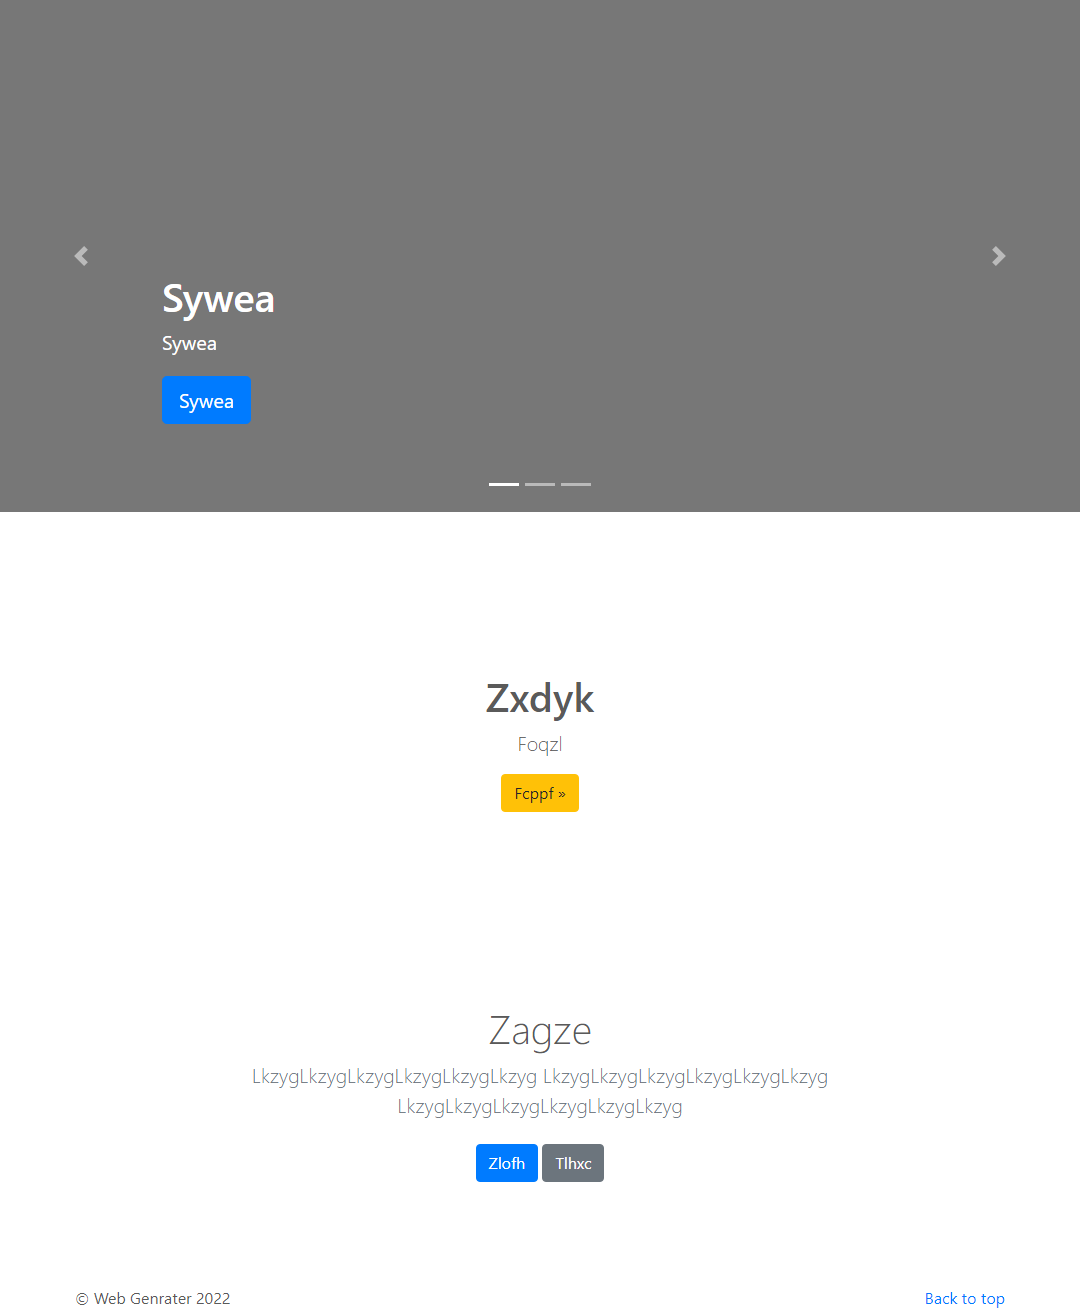 Sywea
Sywea
Sywea
Zxdyk
Foqzl
Fcppf »
Zagze
LkzygLkzygLkzygLkzygLkzygLkzyg LkzygLkzygLkzygLkzygLkzygLkzyg
LkzygLkzygLkzygLkzygLkzygLkzyg
Zlofh Tlhxc
© Web Genrater 2022 Back to top